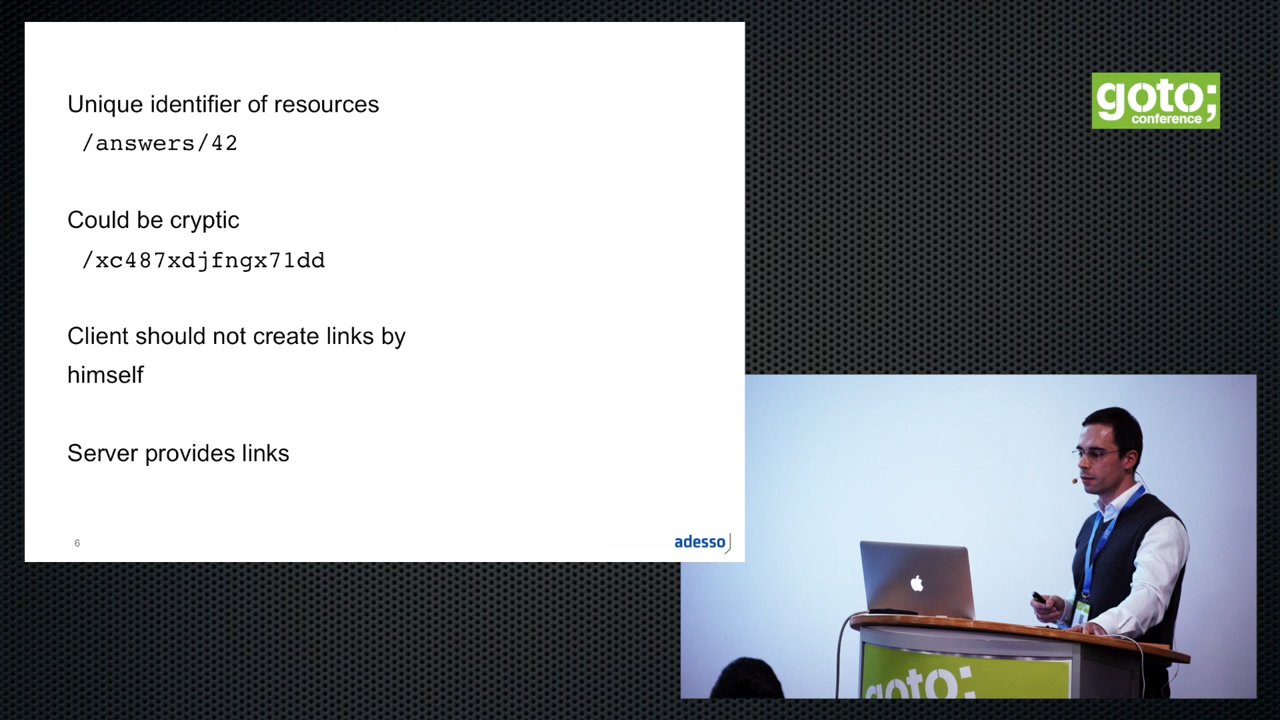 Unique identifier of resources
/answers/42
Could be cryptic
/xc487xdjfngx71dd
Client should not create links by
himself
Server provides links
6
adesso
goto;
conference
goto;